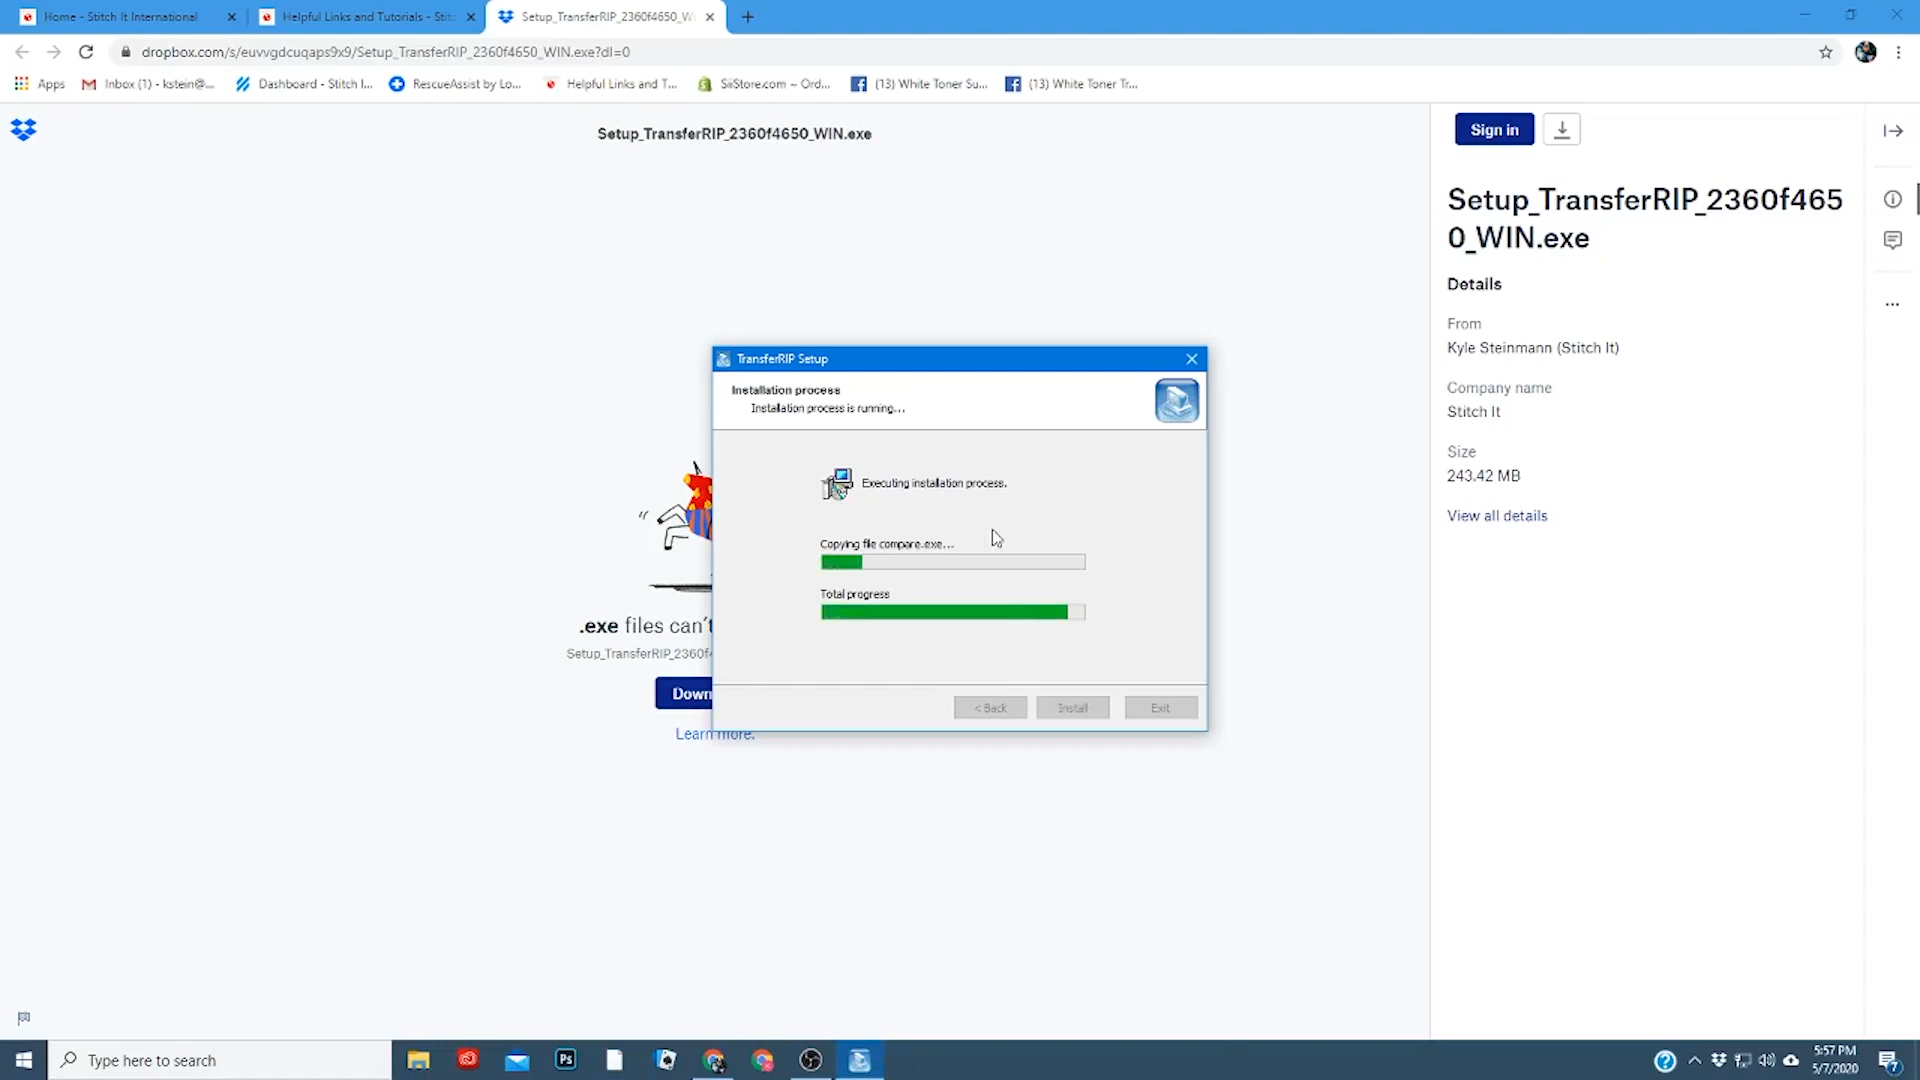 Home - Stitch It International
Helpful Links and Tutorials - Stit
Setup_TransferRIP_2360f4650_W
dropbox.com/s/euvvgdcuqaps9x9/Setup_TransferRIP_2360f4650_WIN.exe?dl=0
Apps
Inbox (1) - kstein@...
Dashboard - Stitch I...
RescueAssist by Lo...
Helpful Links and T...
SiiStore.com ~ Ord...
(13) White Toner Su...
(13) White Toner Tr...
Setup_TransferRIP_2360f4650_WIN.exe
Sign in
Setup_TransferRIP_2360f465
0_WIN.exe
Details
From
Kyle Steinmann (Stitch It)
Company name
Stitch It
Size
243.42 MB
View all details
TransferRIP Setup
Installation process
Installation process is running...
Executing installation process.
Copying file compare.exe...
Total progress
< Back
Install
Exit
.exe files can't
Setup_TransferRIP_2360f4
Down
Learn more.
Type here to search
Ps
5:57 PM
5/7/2020
7